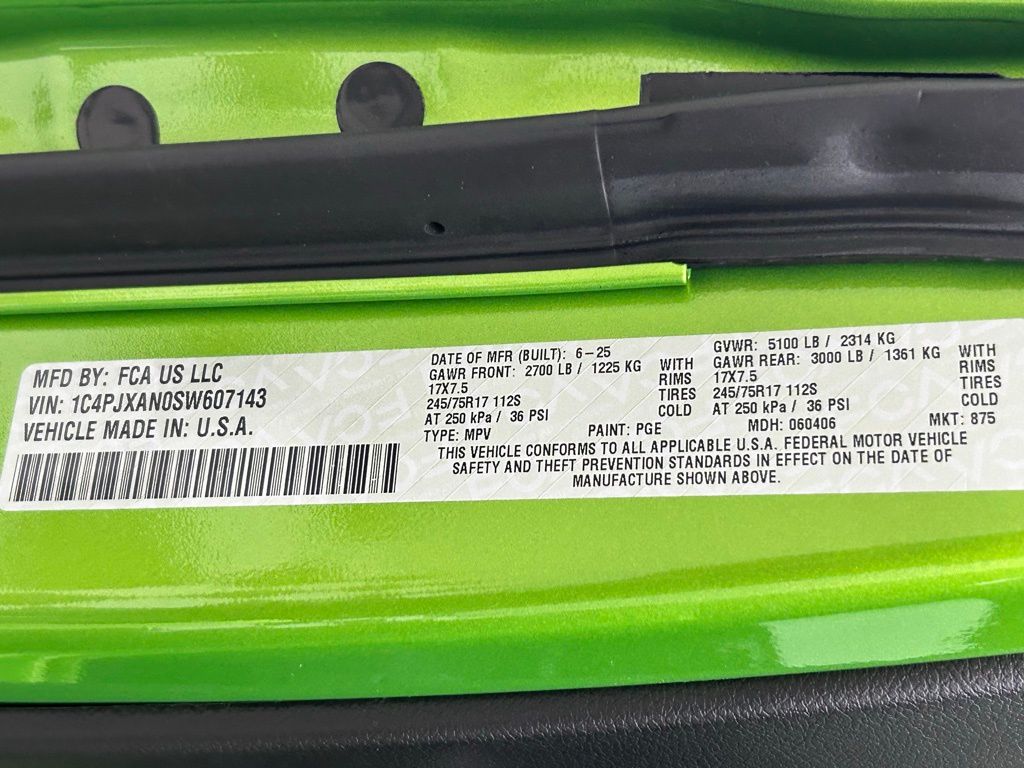 MFD BY: FCA US LLC
VIN: 1C4PJXAN0SW607143
VEHICLE MADE IN: U.S.A.
DATE OF MFR (BUILT): 6-25
GAWR FRONT: 2700 LB / 1225 KG WITH
17X7.5 RIMS
245/75R17 112S TIRES
AT 250 kPa / 36 PSI COLD
TYPE: MPV PAINT: PGE
GVWR: 5100 LB / 2314 KG
GAWR REAR: 3000 LB / 1361 KG WITH
17X7.5 RIMS
245/75R17 112S TIRES
AT 250 kPa / 36 PSI COLD
MDH: 060406 MKT: 875
THIS VEHICLE CONFORMS TO ALL APPLICABLE U.S.A. FEDERAL MOTOR VEHICLE
SAFETY AND THEFT PREVENTION STANDARDS IN EFFECT ON THE DATE OF
MANUFACTURE SHOWN ABOVE.